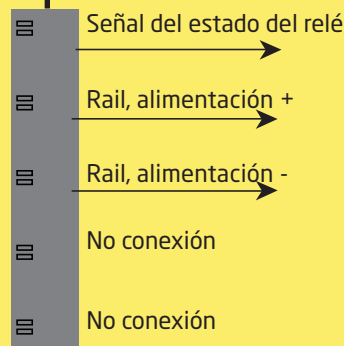 Señal del estado del relé
Rail, alimentación +
Rail, alimentación -
No conexión
No conexión